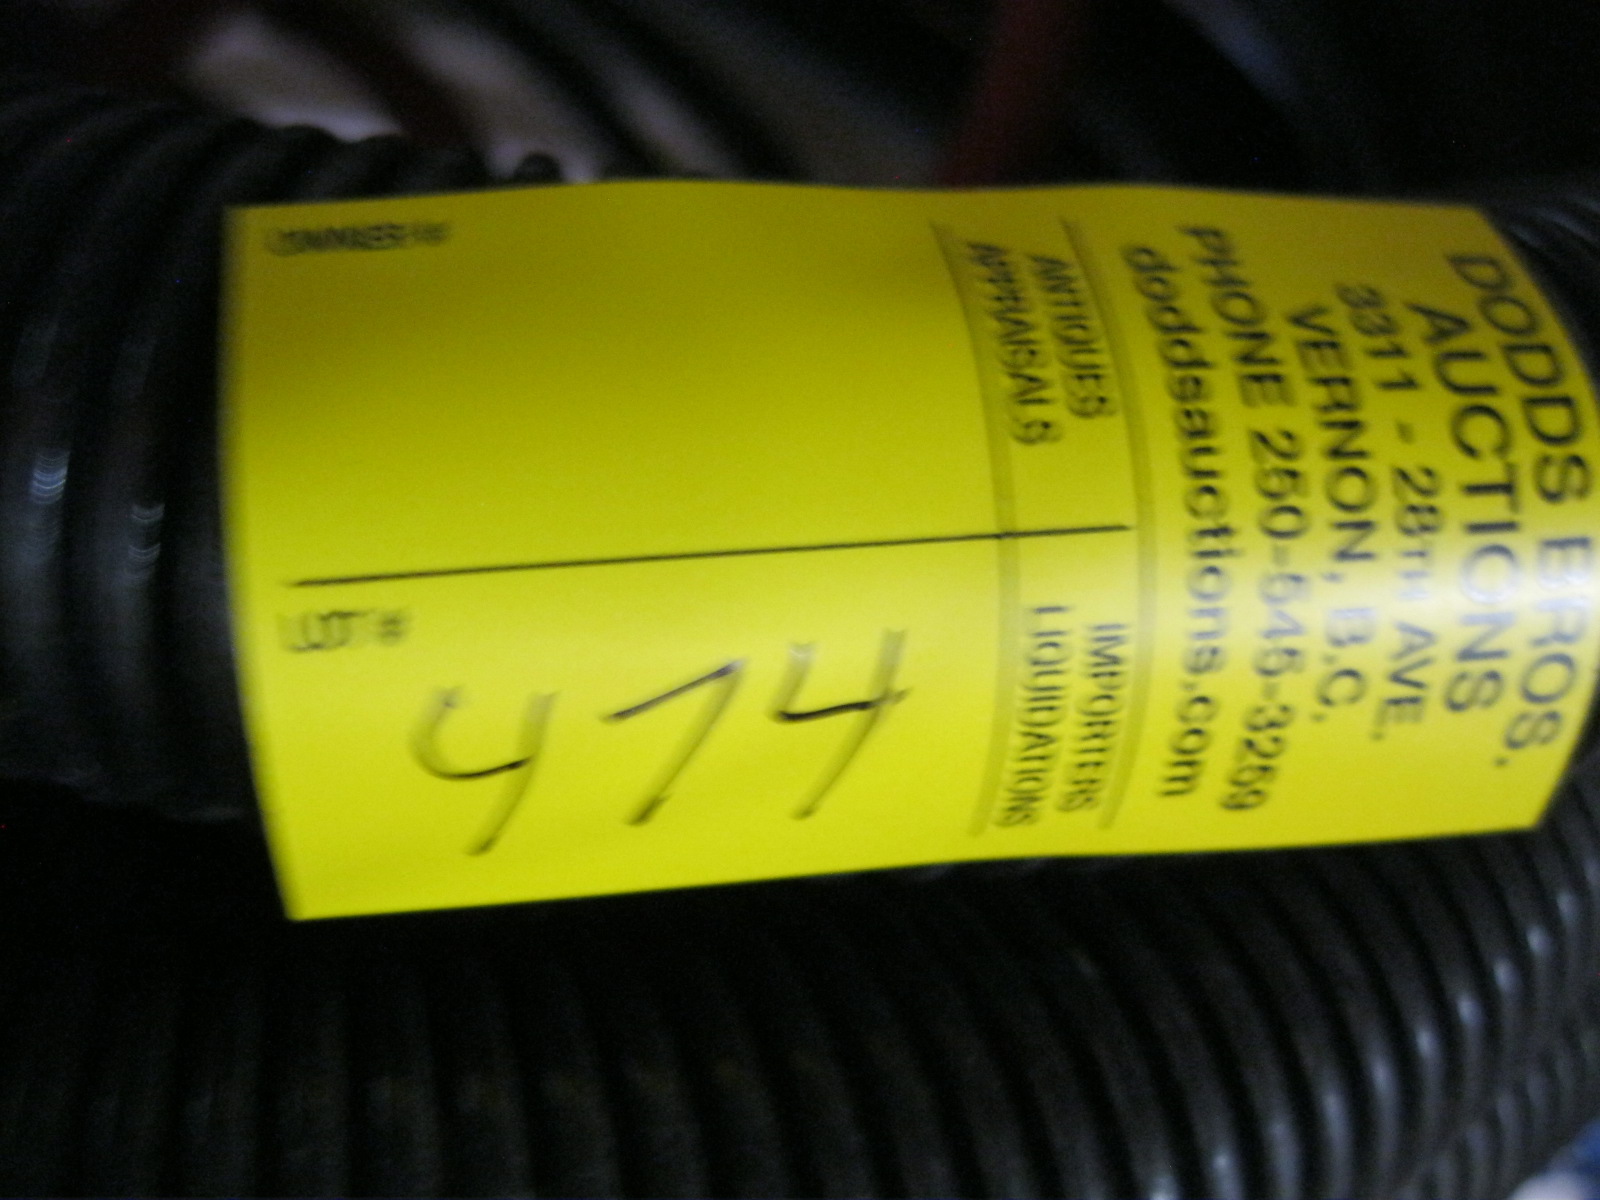 DODDS BROS.
AUCTIONS
3311 - 28TH AVE.
VERNON, B.C.
PHONE 250-545-3259
doddsauctions.com
ANTIQUES IMPORTERS
APPRAISALS LIQUIDATIONS
474
LOT #